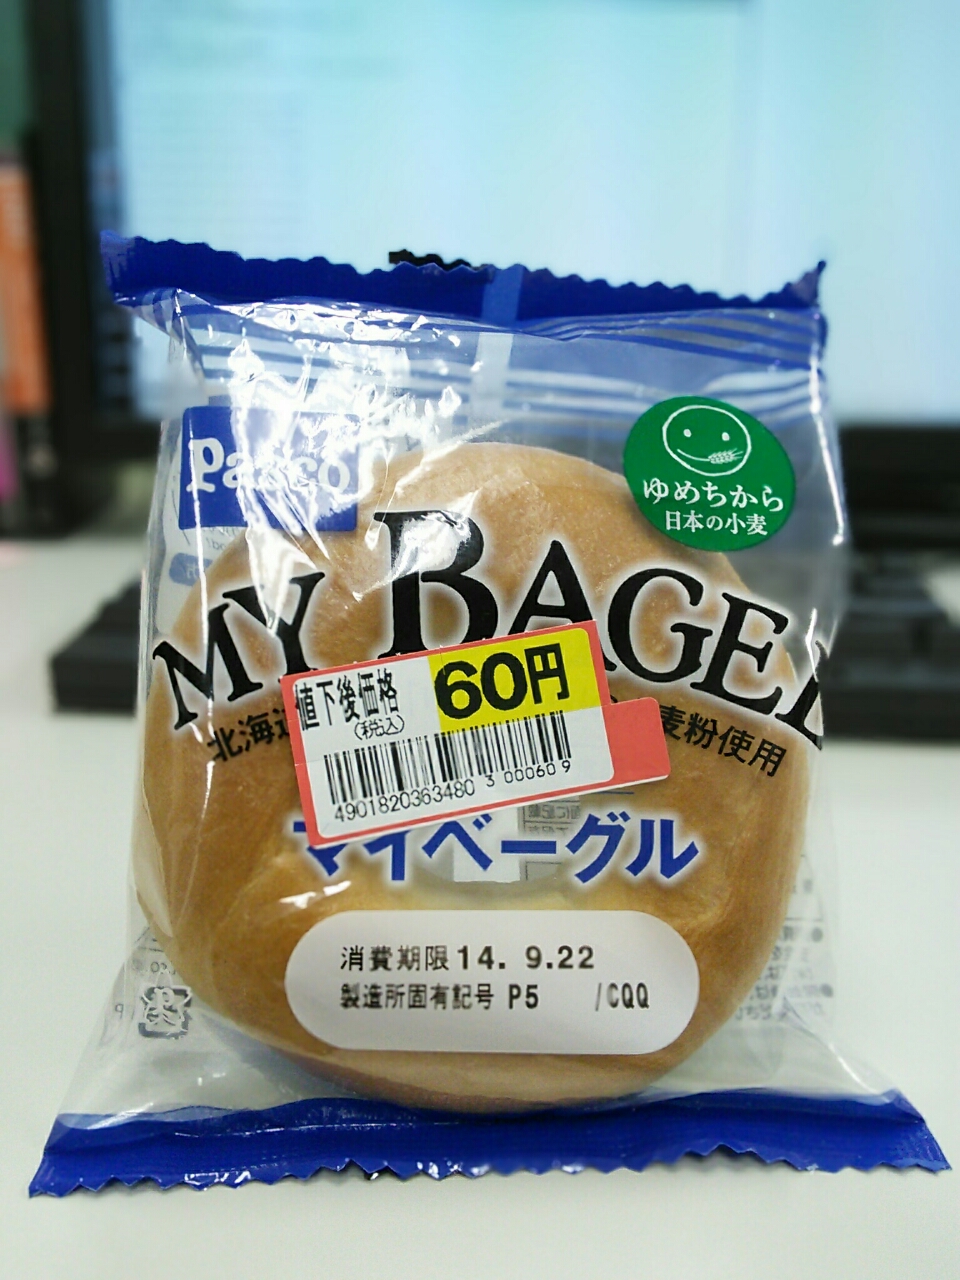 Pasco
ゆめちから
日本の小麦
MY BAGEL
北海道
麦粉使用
値下後価格
60円
(税込)
4901820363480 3 00060 9
マイベーグル
消費期限 14. 9.22
製造所固有記号 P5 /CQQ